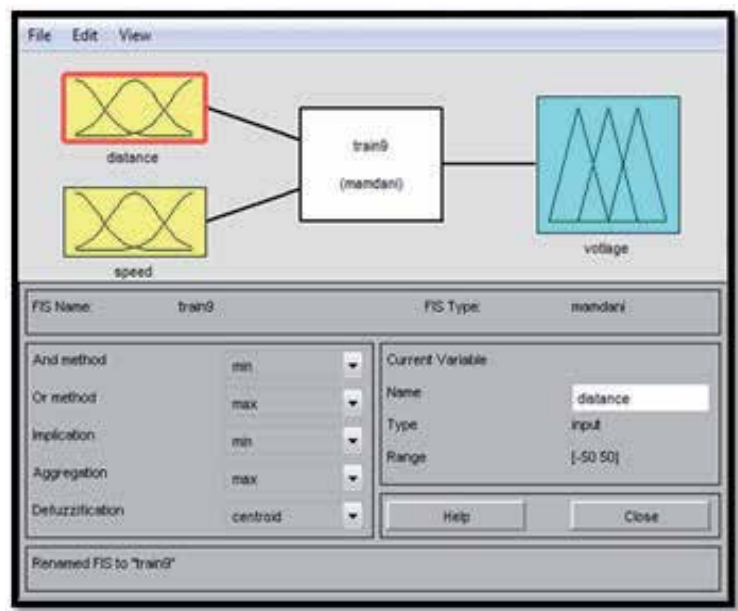 File Edit View
distance
train9
(mamdani)
speed
votlage
FIS Name: train9 FIS Type: mamdani
And method min
Or method max
Implication min
Aggregation max
Defuzzification centroid
Current Variable
Name distance
Type input
Range [-50 50]
Help Close
Renamed FIS to "train9"